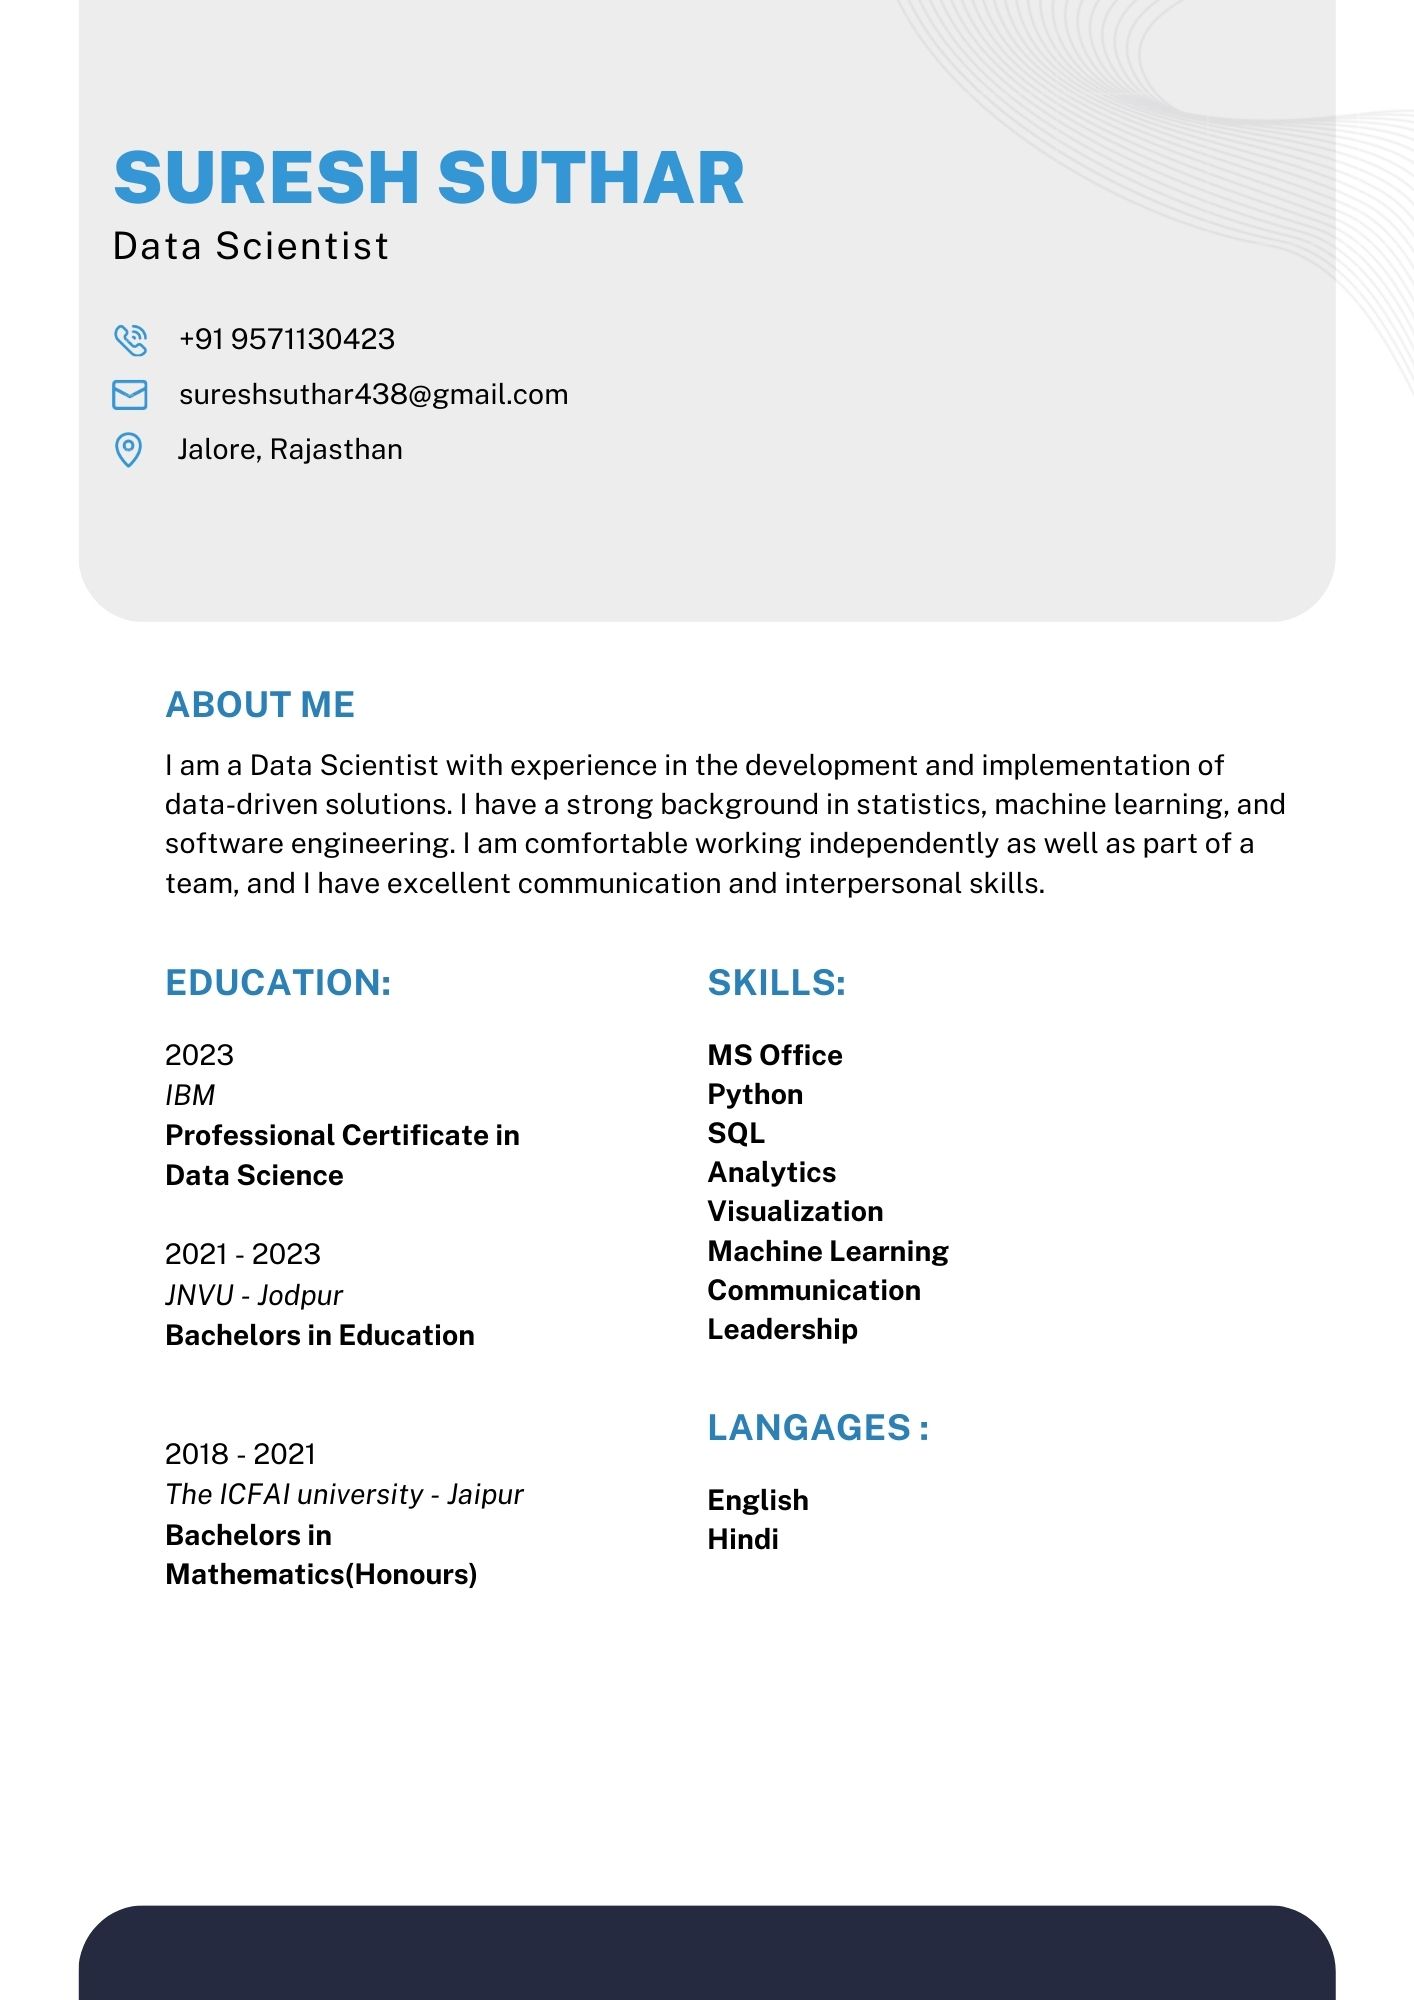 SURESH SUTHAR
Data Scientist
+91 9571130423
sureshsuthar438@gmail.com
Jalore, Rajasthan
ABOUT ME
I am a Data Scientist with experience in the development and implementation of
data-driven solutions. I have a strong background in statistics, machine learning, and
software engineering. I am comfortable working independently as well as part of a
team, and I have excellent communication and interpersonal skills.
EDUCATION:
2023
IBM
Professional Certificate in
Data Science
2021 - 2023
JNVU - Jodpur
Bachelors in Education
2018 - 2021
The ICFAI university - Jaipur
Bachelors in
Mathematics(Honours)
SKILLS:
MS Office
Python
SQL
Analytics
Visualization
Machine Learning
Communication
Leadership
LANGAGES :
English
Hindi